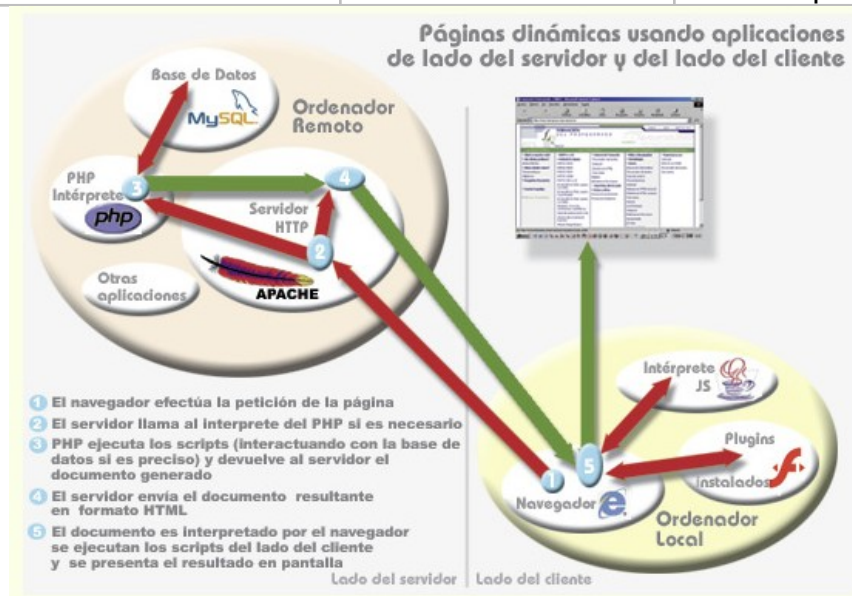 Páginas dinámicas usando aplicaciones
de lado del servidor y del lado del cliente
Base de Datos
MySQL
Ordenador
Remoto
PHP
Intérprete
php
3
4
Servidor
HTTP
2
APACHE
Otras
aplicaciones
1 El navegador efectúa la petición de la página
2 El servidor llama al interprete del PHP si es necesario
3 PHP ejecuta los scripts (interactuando con la base de
datos si es preciso) y devuelve al servidor el
documento generado
4 El servidor envía el documento resultante
en formato HTML
5 El documento es interpretado por el navegador
se ejecutan los scripts del lado del cliente
y se presenta el resultado en pantalla
Intérprete
JS
Plugins
instalados
1
5
Navegador
Ordenador
Local
Lado del servidor
Lado del cliente